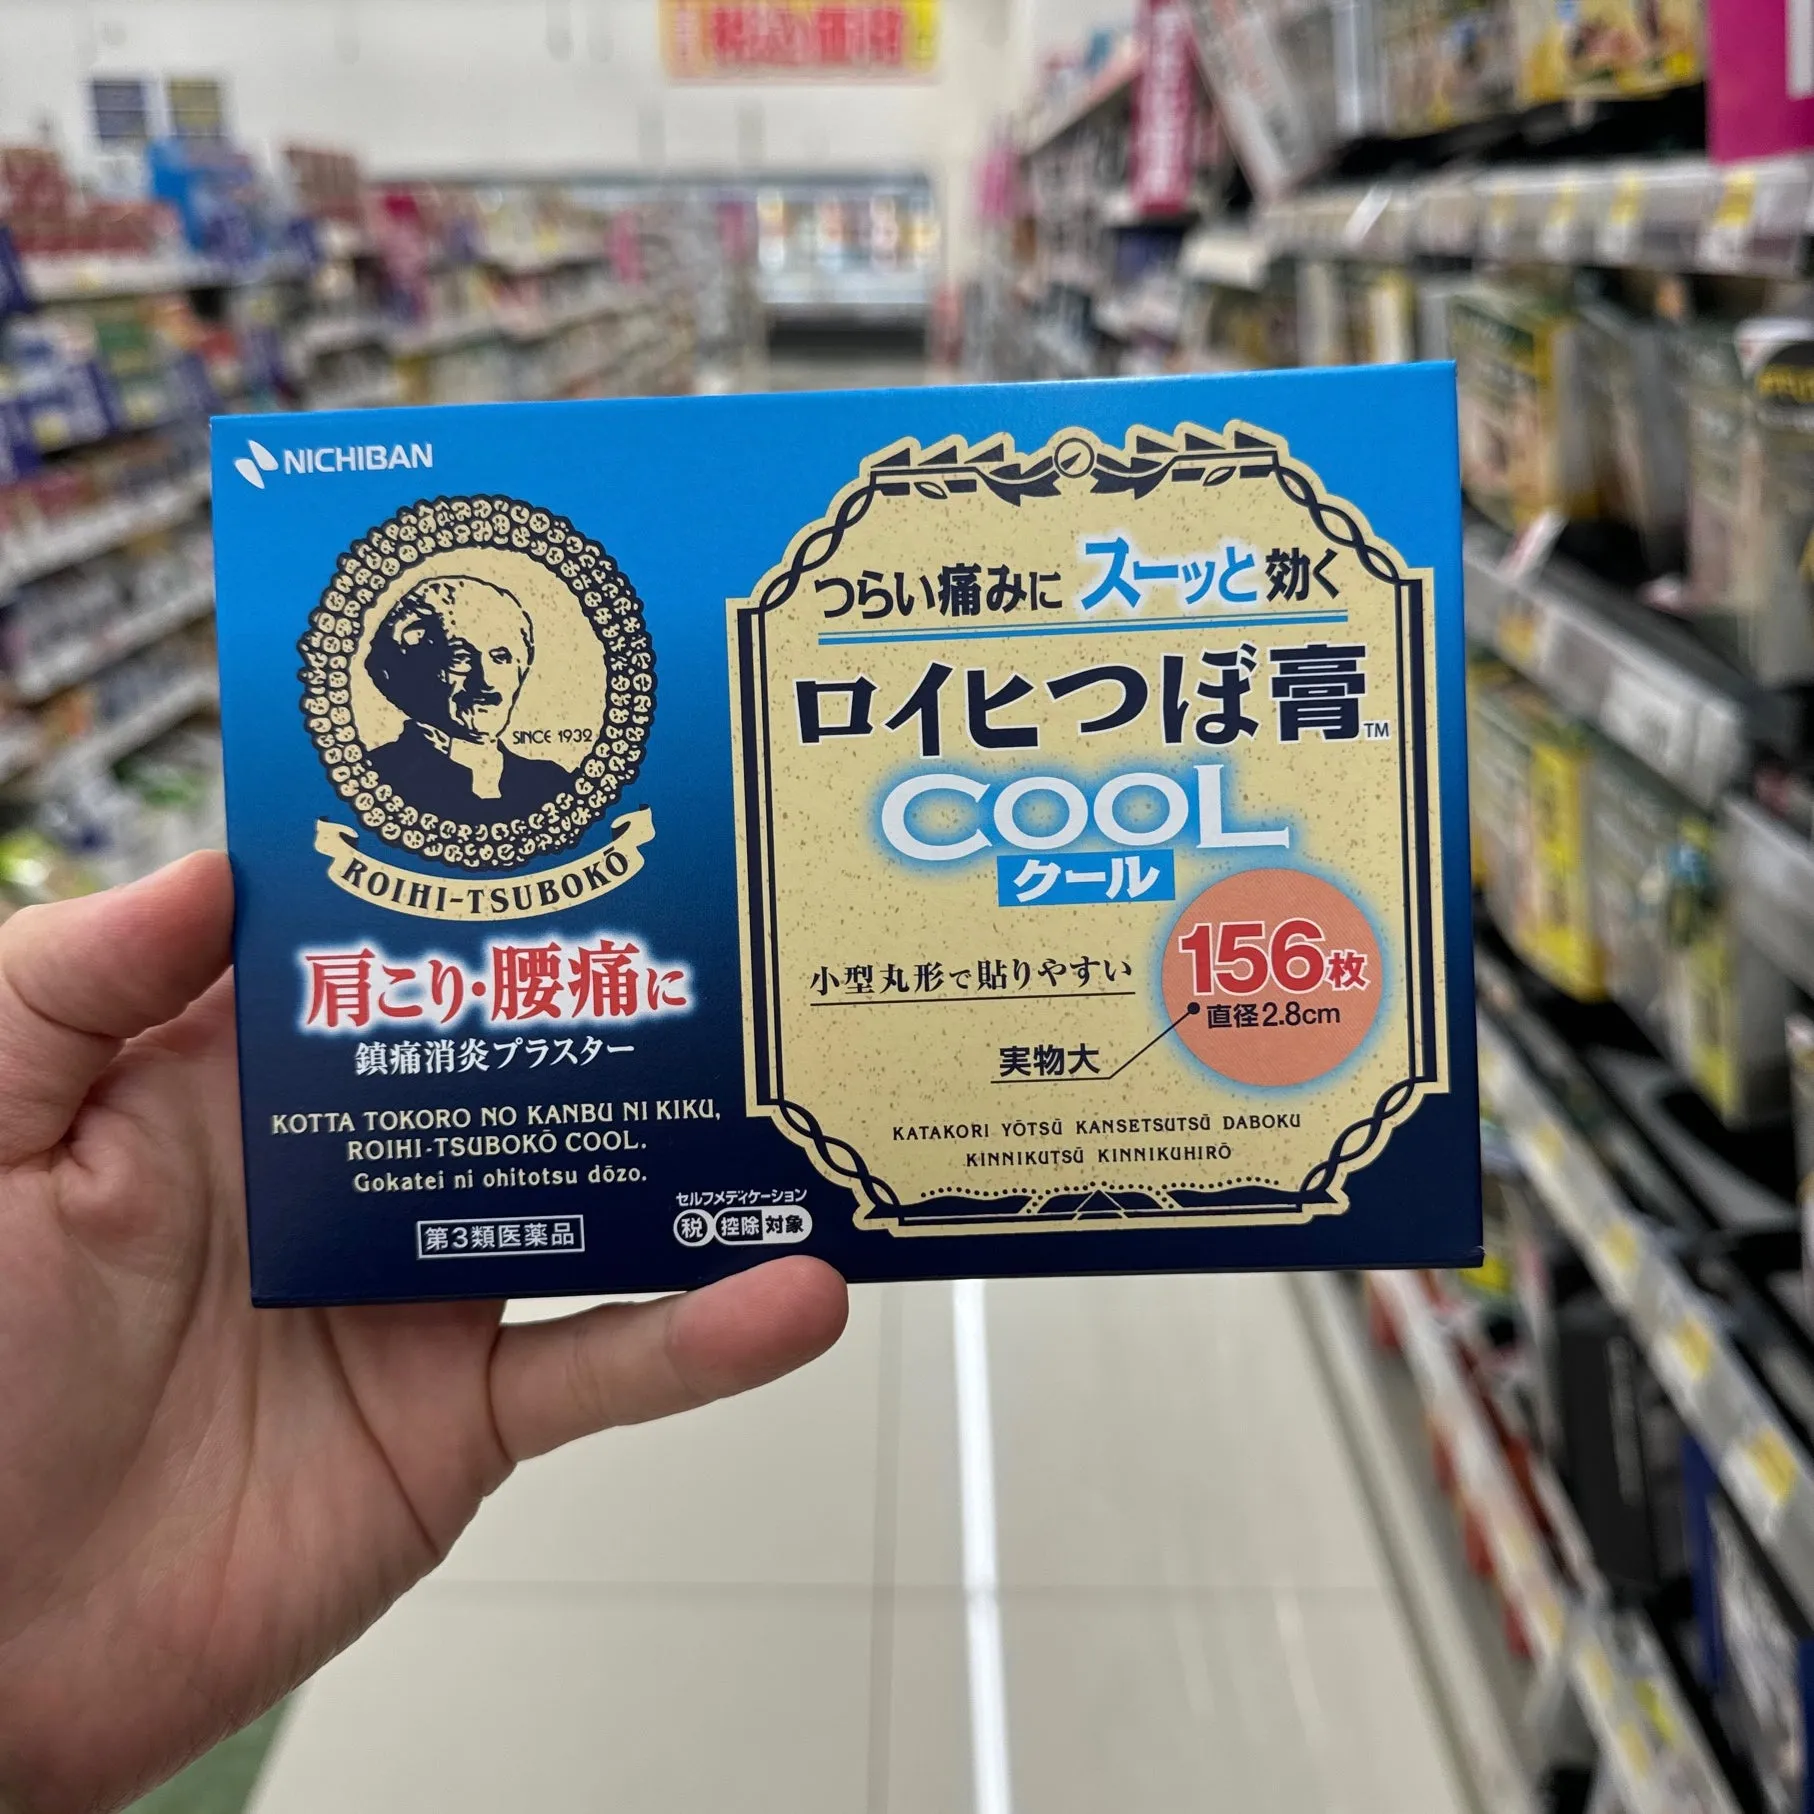 NICHIBAN
SINCE 1932
ROIHI-TSUBOKŌ
肩こり・腰痛に
鎮痛消炎プラスター
KOTTA TOKORO NO KANBU NI KIKU,
ROIHI-TSUBOKŌ COOL.
Gokatei ni ohitotsu dōzo.
第3類医薬品
セルフメディケーション
税 控除 対象
つらい痛みに スーッと 効く
ロイヒつぼ膏™
COOL
クール
小型丸形で貼りやすい
156枚
直径2.8cm
実物大
KATAKORI YŌTSŪ KANSETSUTSŪ DABOKU
KINNIKUTSŪ KINNIKUHIRŌ